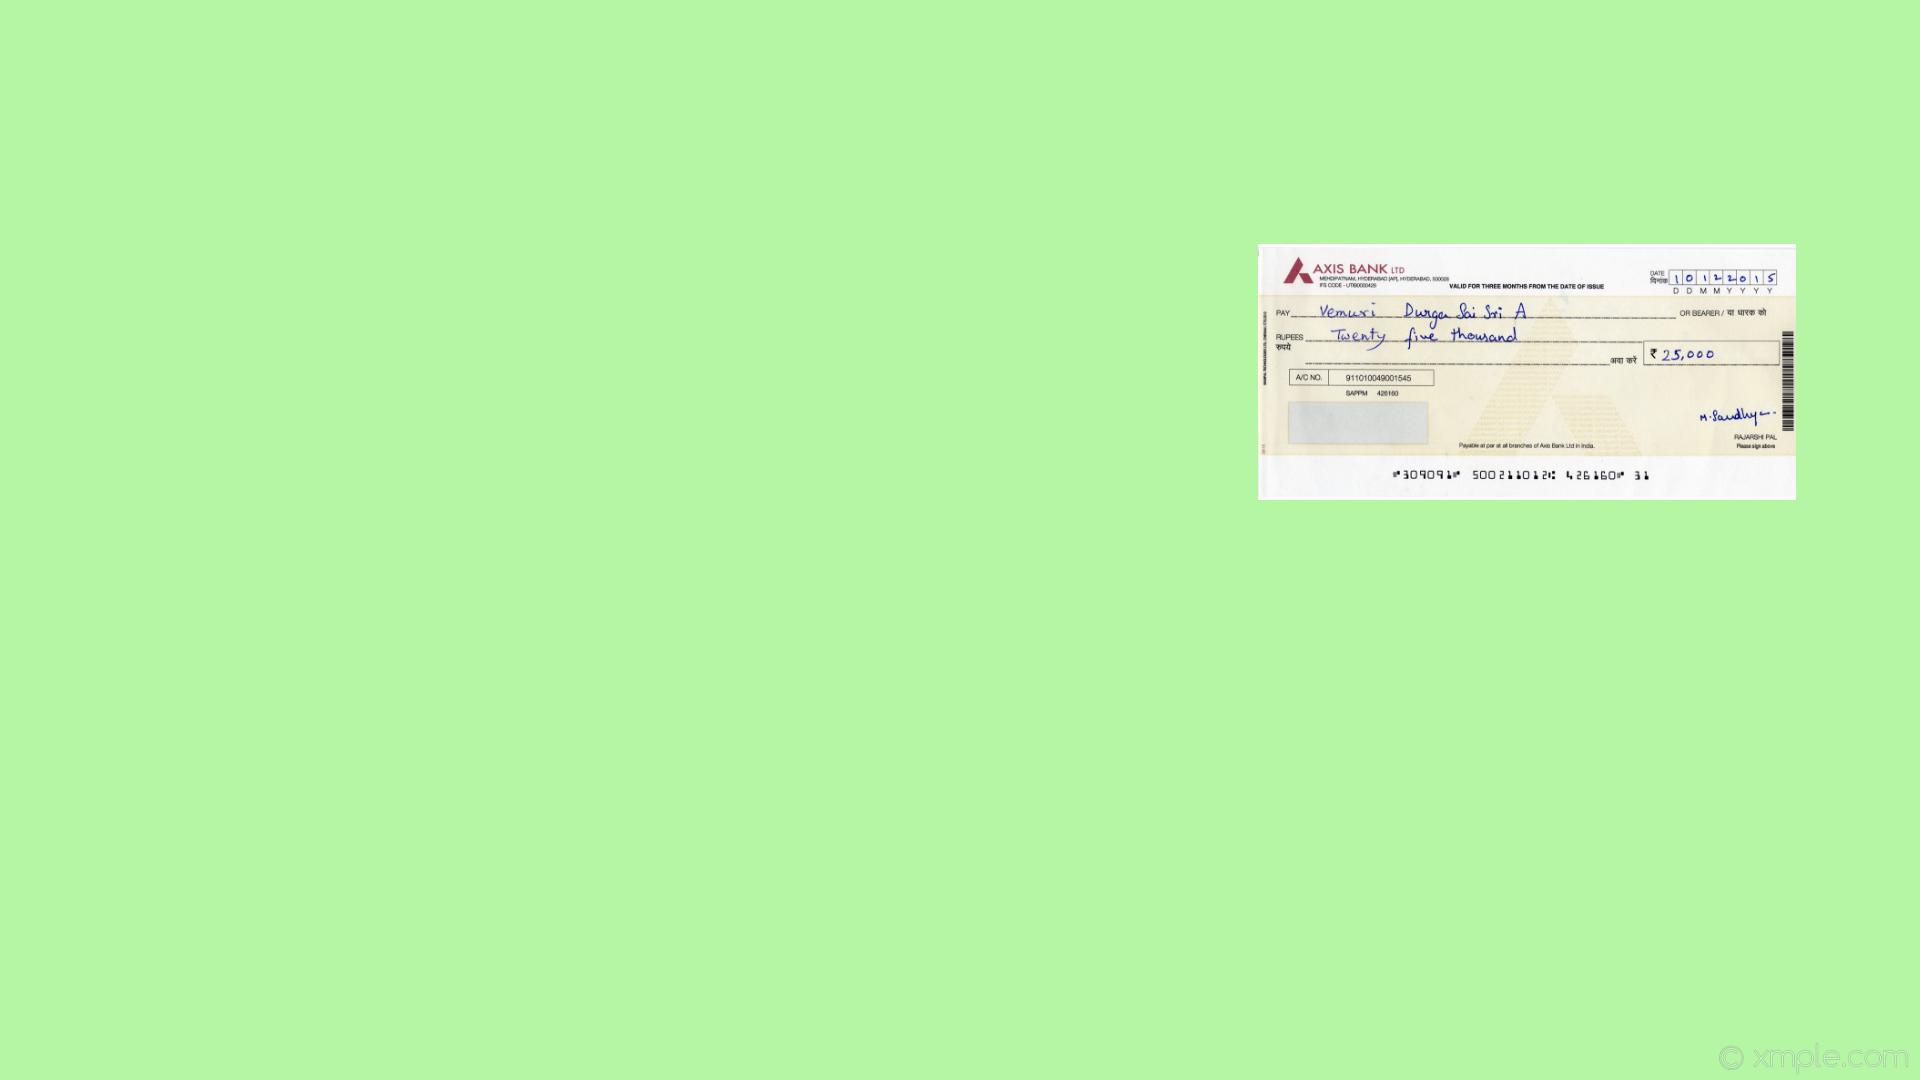 AXIS BANK LTD
MEHDIPATNAM, HYDERABAD [AP], HYDERABAD, 500028
IFS CODE - UTIB0000426
VALID FOR THREE MONTHS FROM THE DATE OF ISSUE
DATE
दिनांक 1 0 1 2 2 0 1 5
D D M M Y Y Y Y
PAY Vemuri Durga Sai Sri A OR BEARER / या धारक को
RUPEES Twenty five thousand
रुपये
अदा करें ₹ 25,000
A/C NO. 911010049001545
SAPPM 426160
M. Sandhya
RAJARSHI PAL
Payable at par at all branches of Axis Bank Ltd in India.
Please sign above
⑈309091⑈ 500211012⑆ 426160⑈ 31
© xmple.com